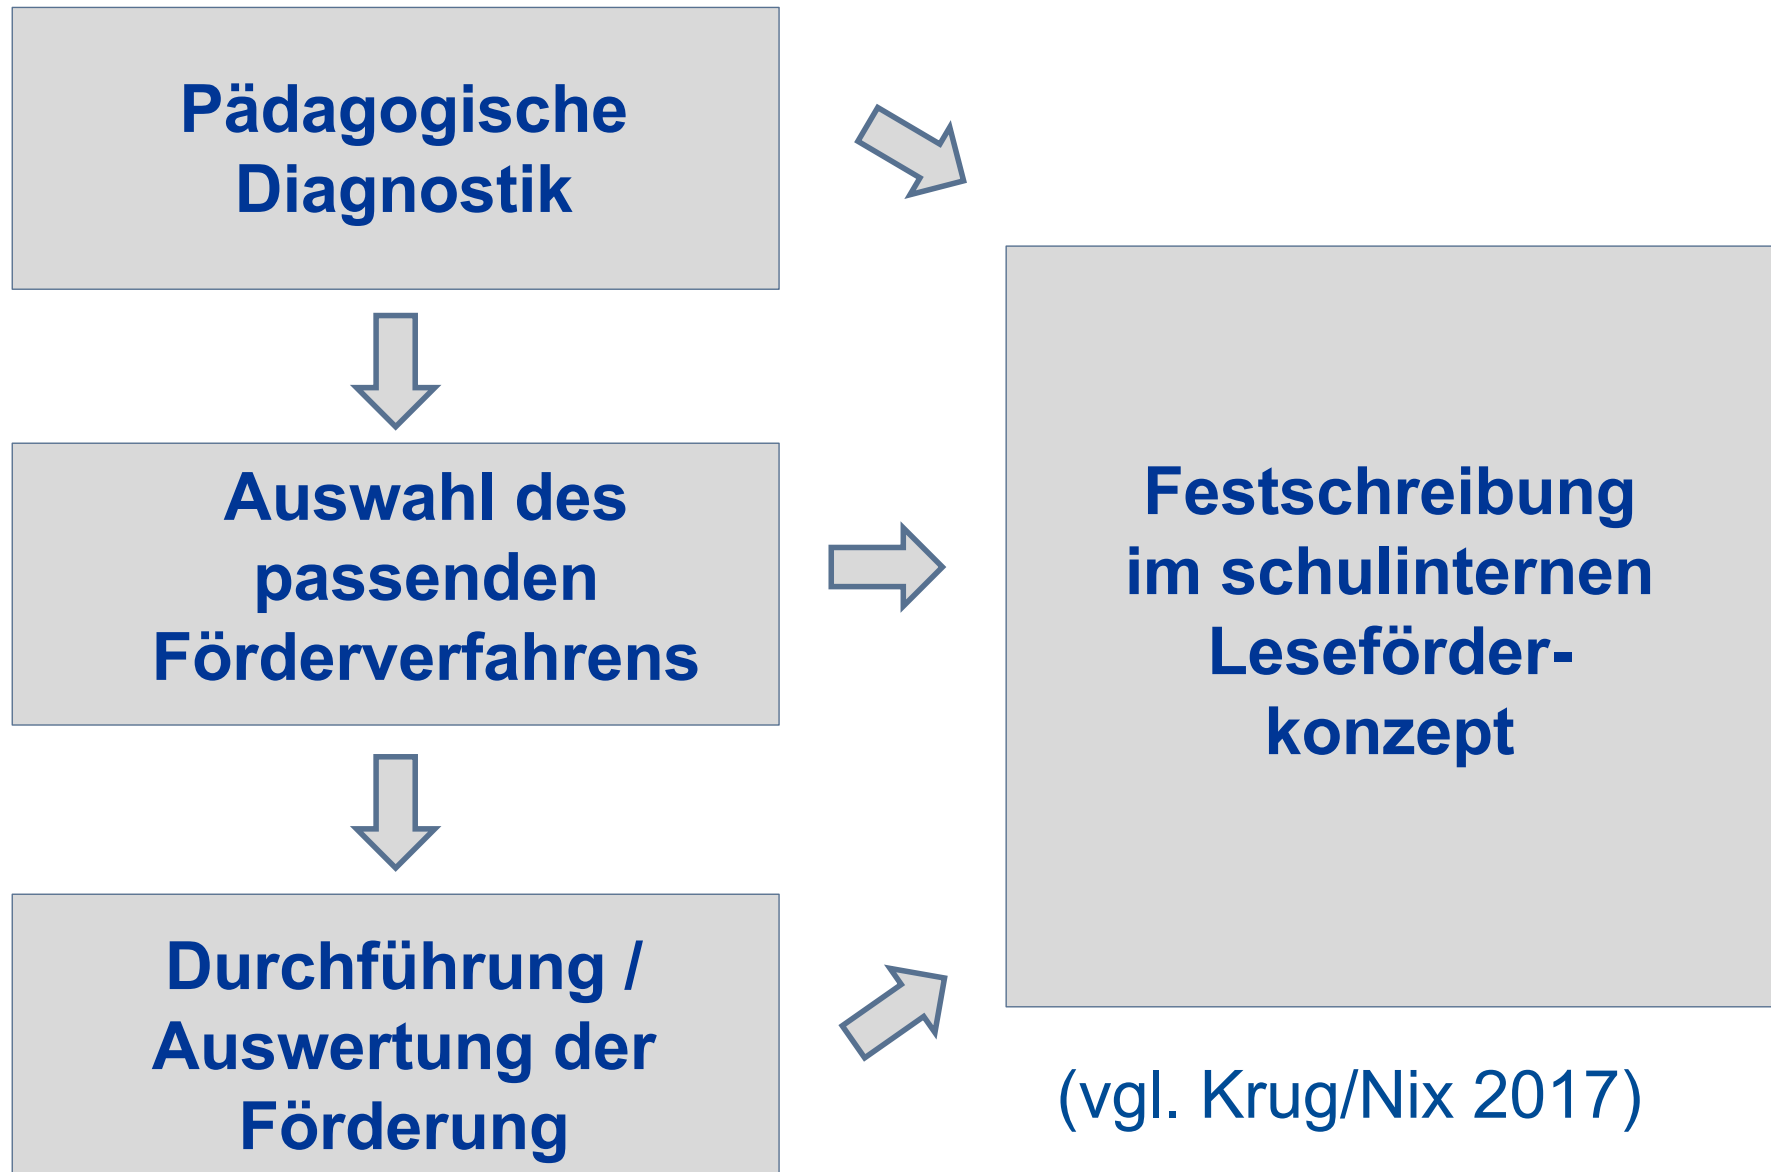 Pädagogische
Diagnostik
Auswahl des
passenden
Förderverfahrens
Durchführung /
Auswertung der
Förderung
Festschreibung
im schulinternen
Leseförder-
konzept
(vgl. Krug/Nix 2017)